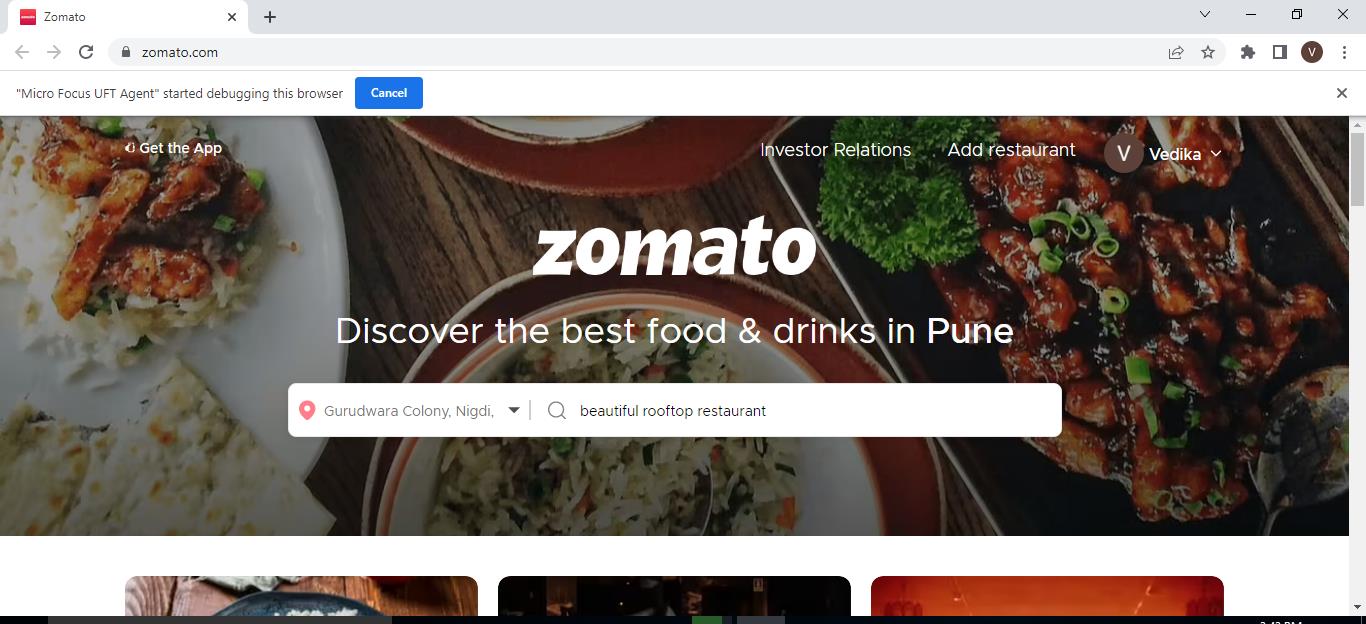 Zomato
zomato.com
V
"Micro Focus UFT Agent" started debugging this browser
Cancel
Get the App
Investor Relations
Add restaurant
V
Vedika
zomato
Discover the best food & drinks in Pune
Gurudwara Colony, Nigdi,
beautiful rooftop restaurant